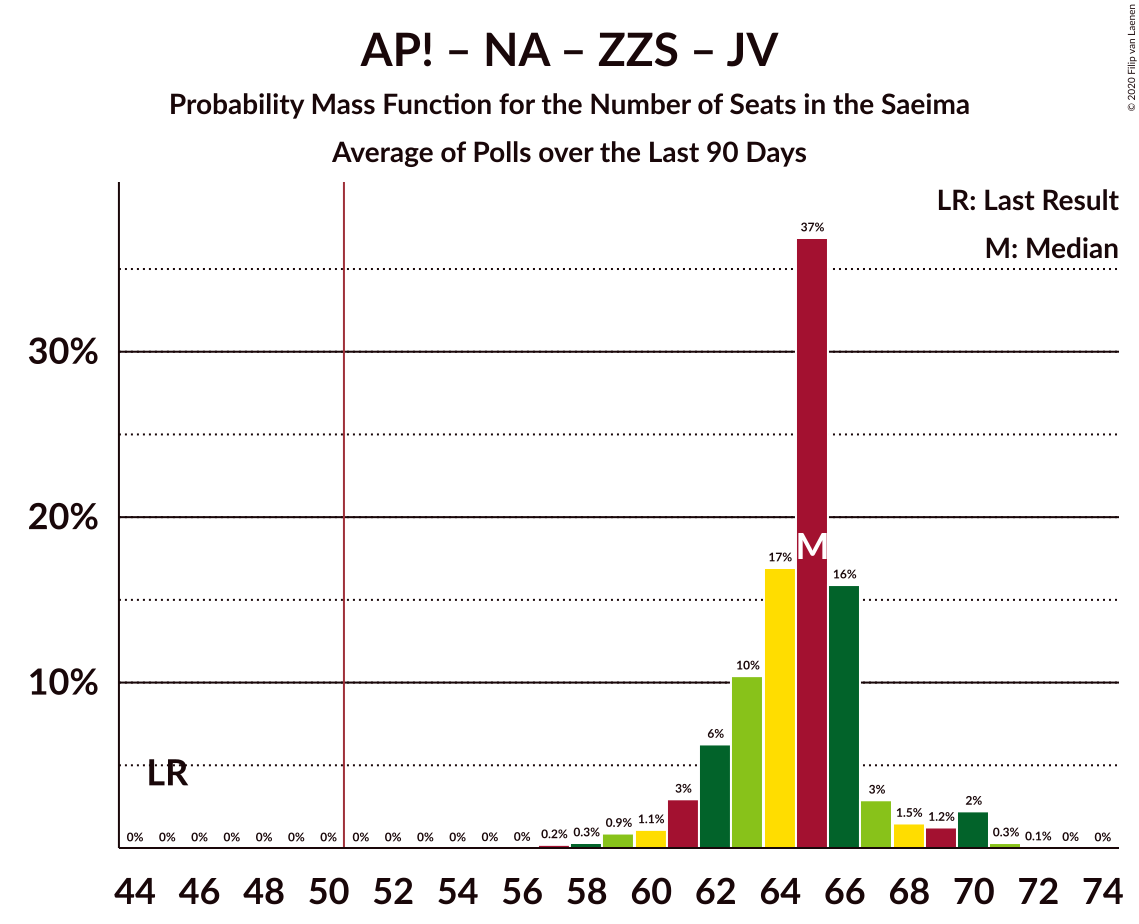 AP! – NA – ZZS – JV
Probability Mass Function for the Number of Seats in the Saeima
Average of Polls over the Last 90 Days
© 2020 Filip van Laenen
LR: Last Result
M: Median
30%
20%
10%
LR
M
0% 0% 0% 0% 0% 0% 0% 0% 0% 0% 0% 0% 0% 0.2% 0.3% 0.9% 1.1% 3% 6% 10% 17% 37% 16% 3% 1.5% 1.2% 2% 0.3% 0.1% 0% 0%
44 46 48 50 52 54 56 58 60 62 64 66 68 70 72 74